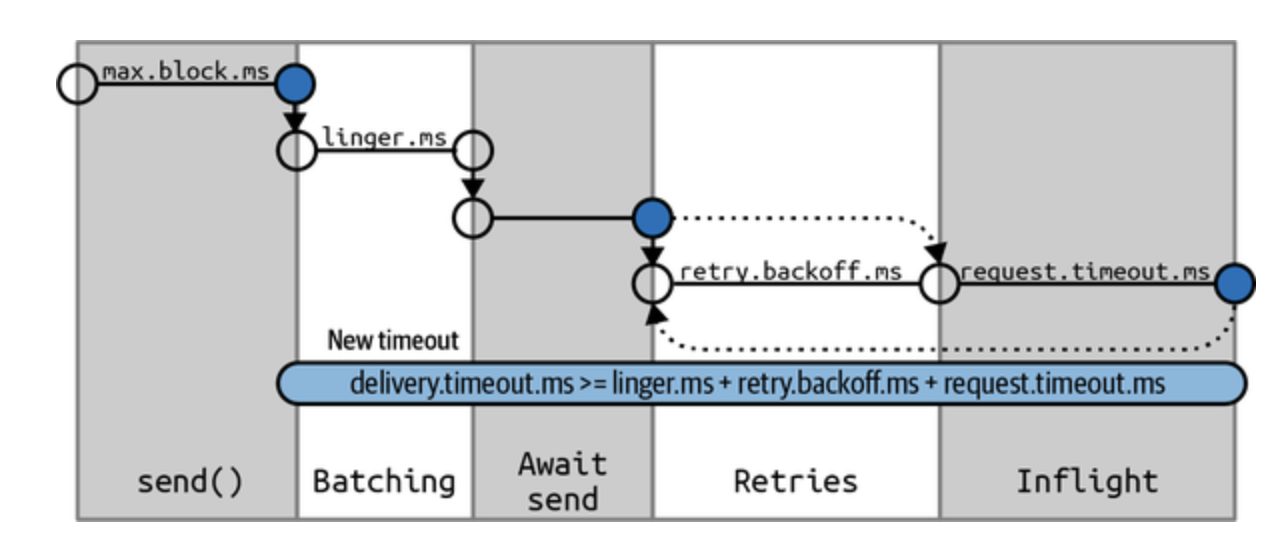 max.block.ms
linger.ms
retry.backoff.ms
request.timeout.ms
New timeout
delivery.timeout.ms >= linger.ms + retry.backoff.ms + request.timeout.ms
send()
Batching
Await
send
Retries
Inflight